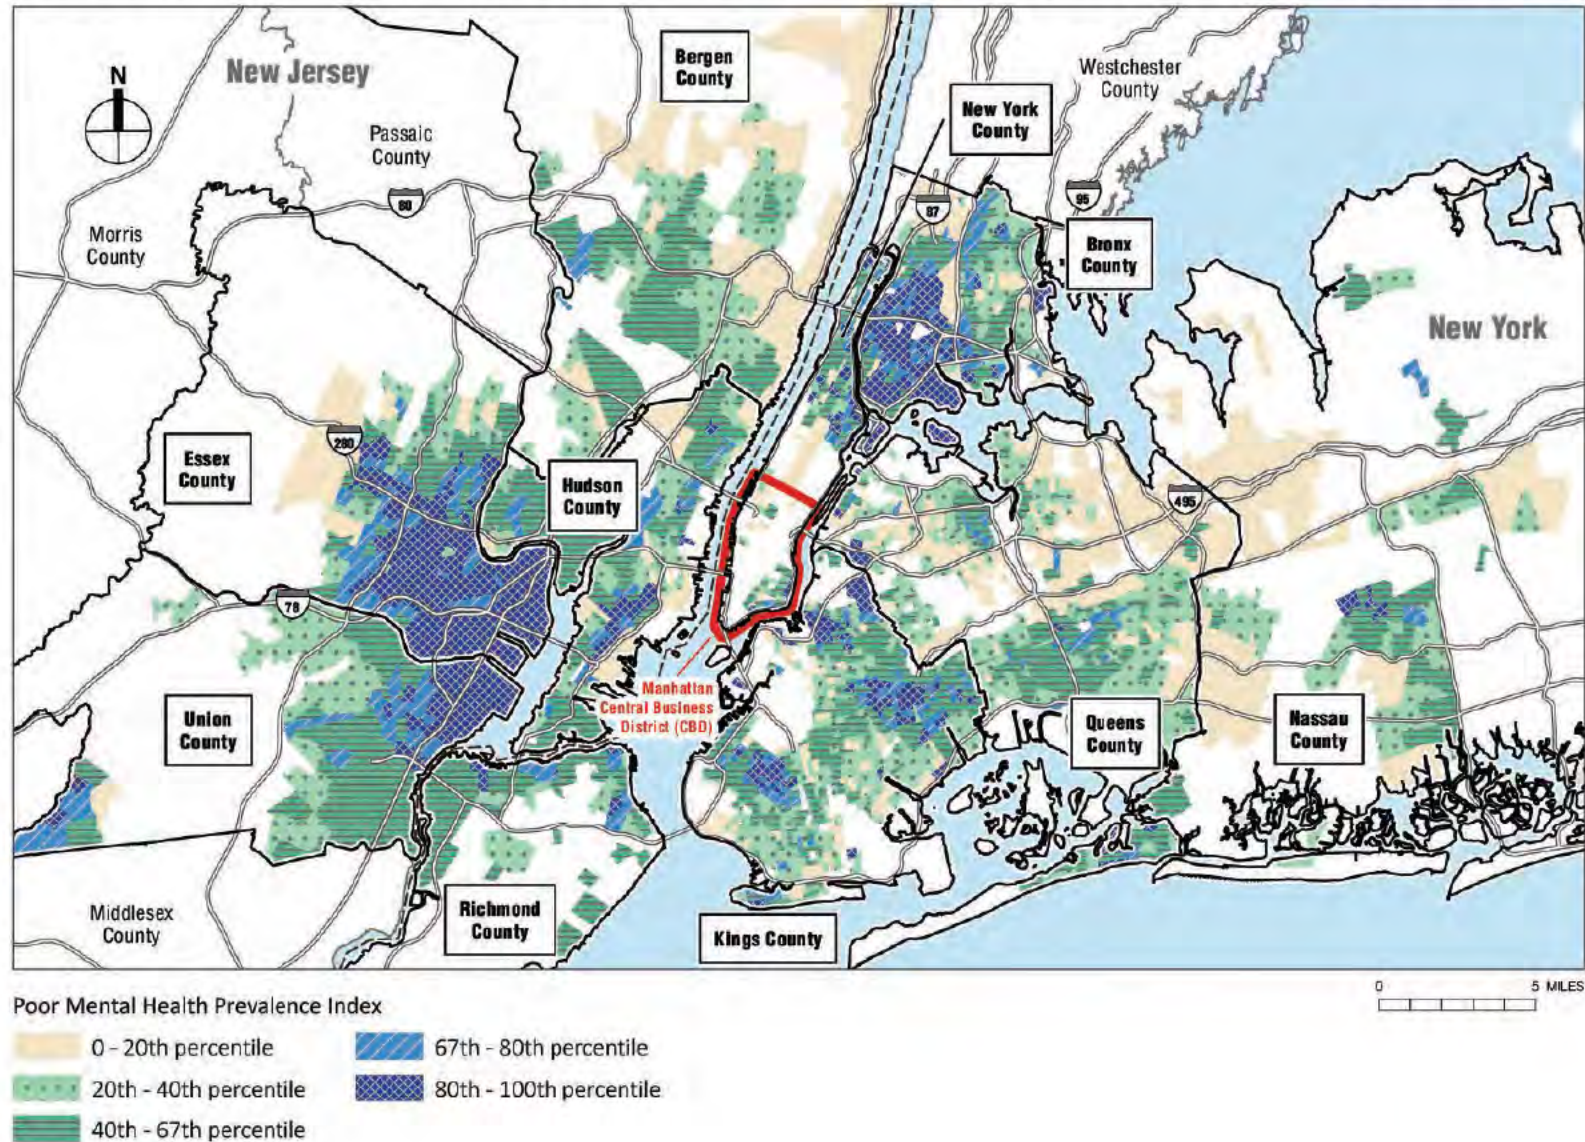 N
New Jersey
Bergen
County
Westchester
County
New York
County
Passaic
County
80
87
95
Morris
County
Bronx
County
New York
280
Essex
County
Hudson
County
495
78
Manhattan
Central Business
District (CBD)
Union
County
Queens
County
Nassau
County
Middlesex
County
Richmond
County
Kings County
0 5 MILES
Poor Mental Health Prevalence Index
0 - 20th percentile
67th - 80th percentile
20th - 40th percentile
80th - 100th percentile
40th - 67th percentile